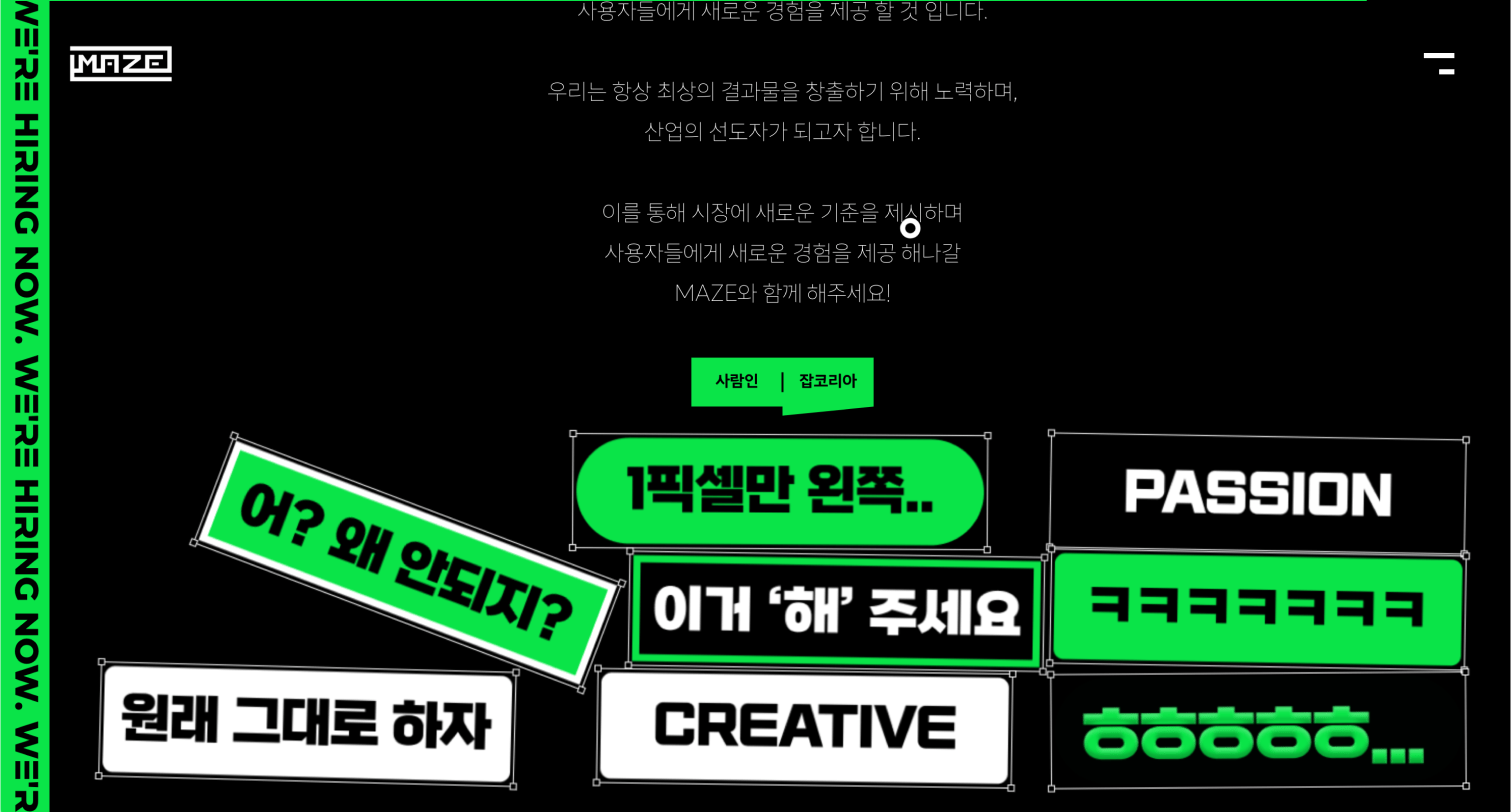 WE'RE HIRING NOW. WE'RE HIRING NOW. WE'R
MAZE
사용자들에게 새로운 경험을 제공 할 것 입니다.
우리는 항상 최상의 결과물을 창출하기 위해 노력하며,
산업의 선도자가 되고자 합니다.
이를 통해 시장에 새로운 기준을 제시하며
사용자들에게 새로운 경험을 제공 해나갈
MAZE와 함께 해주세요!
사람인 | 잡코리아
어? 왜 안되지?
1픽셀만 왼쪽..
PASSION
이거 ‘해’ 주세요
ㅋㅋㅋㅋㅋㅋㅋ
원래 그대로 하자
CREATIVE
ㅎㅎㅎㅎㅎ...